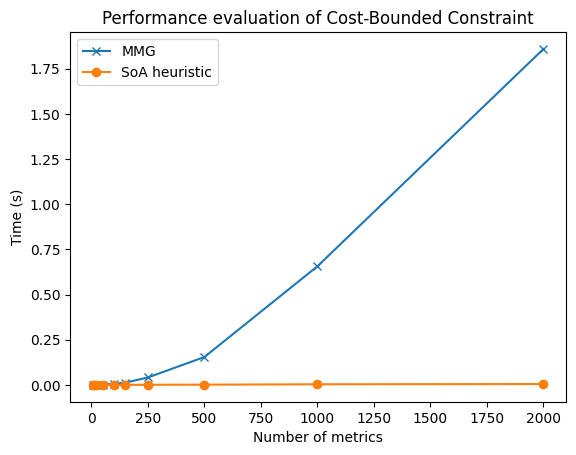 Performance evaluation of Cost-Bounded Constraint
MMG
SoA heuristic
1.75
1.50
1.25
1.00
0.75
0.50
0.25
0.00
Time (s)
0 250 500 750 1000 1250 1500 1750 2000
Number of metrics